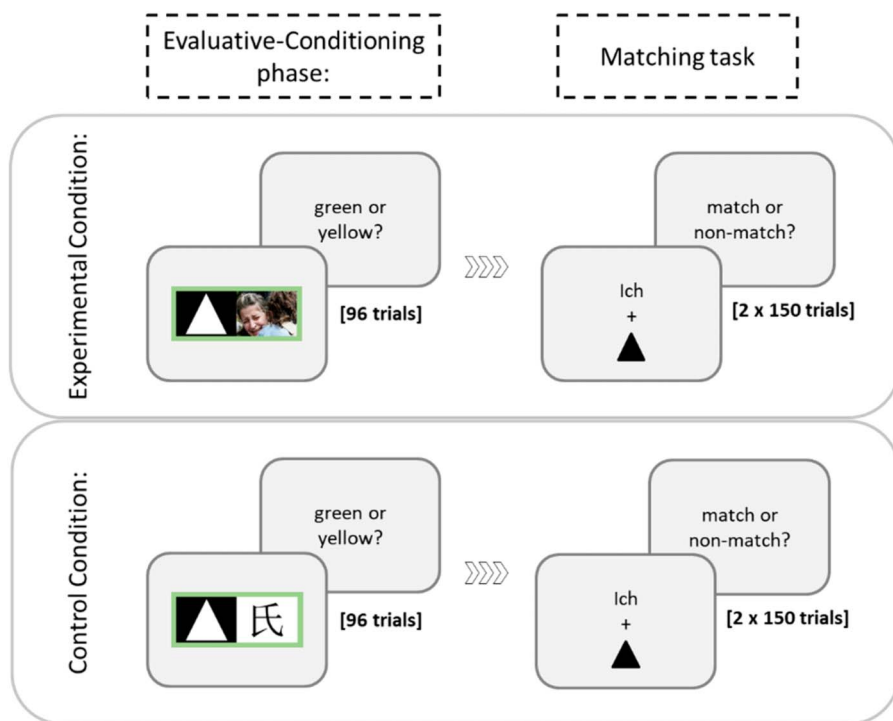 Evaluative-Conditioning
phase:
Matching task
Experimental Condition:
green or
yellow?
[96 trials]
match or
non-match?
Ich
+
[2 x 150 trials]
Control Condition:
green or
yellow?
氏
[96 trials]
match or
non-match?
Ich
+
[2 x 150 trials]